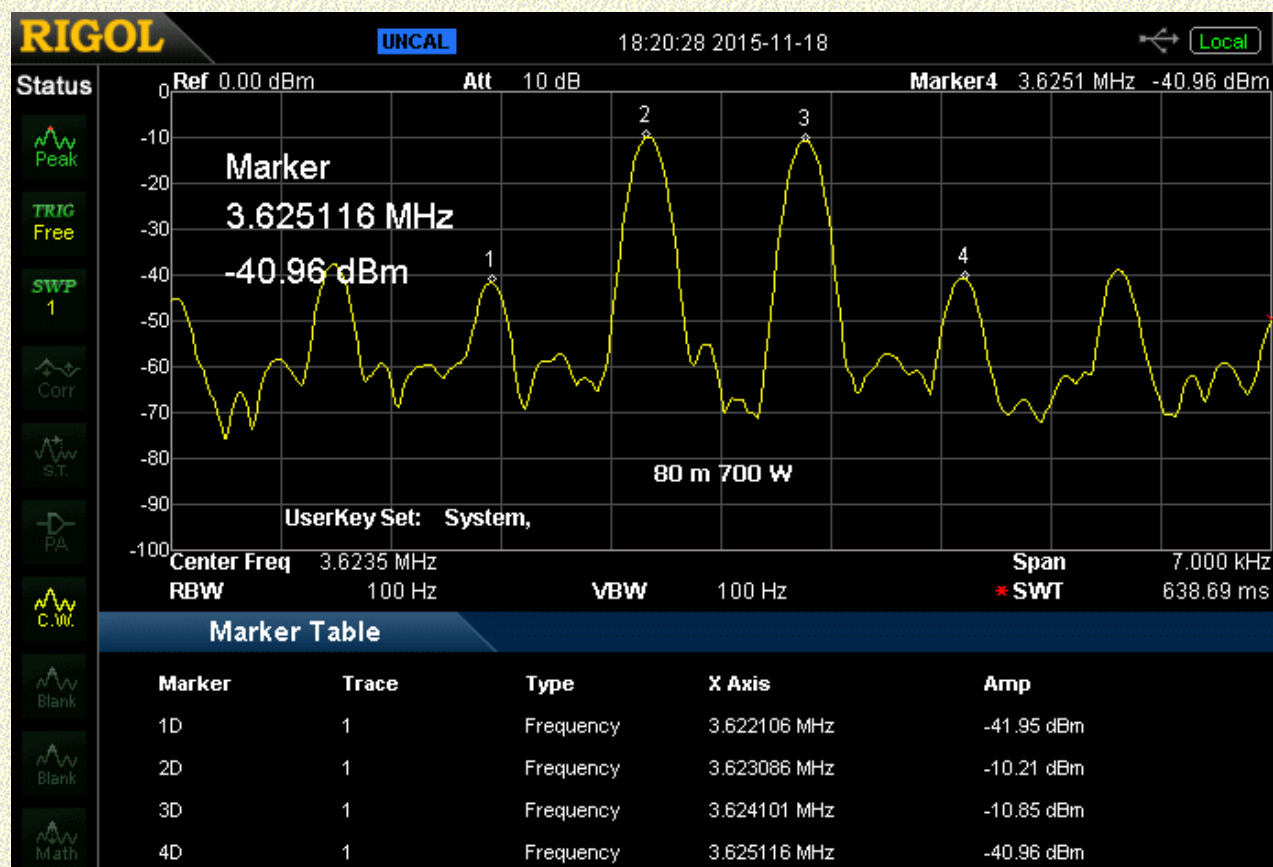 RIGOL UNCAL 18:20:28 2015-11-18 Local
Status
Ref 0.00 dBm Att 10 dB Marker4 3.6251 MHz -40.96 dBm
0
2 3
-10
Peak
Marker
-20
TRIG
Free
3.625116 MHz
-30
1 4
-40
-40.96 dBm
SWP
1
-50
-60
Corr
-70
S.T.
-80
80 m 700 W
-90
UserKey Set: System,
PA
-100
Center Freq 3.6235 MHz Span 7.000 kHz
RBW 100 Hz VBW 100 Hz *SWT 638.69 ms
C.W.
Marker Table
Marker Trace Type X Axis Amp
Blank
1D 1 Frequency 3.622106 MHz -41.95 dBm
2D 1 Frequency 3.623086 MHz -10.21 dBm
Blank
3D 1 Frequency 3.624101 MHz -10.85 dBm
4D 1 Frequency 3.625116 MHz -40.96 dBm
Math